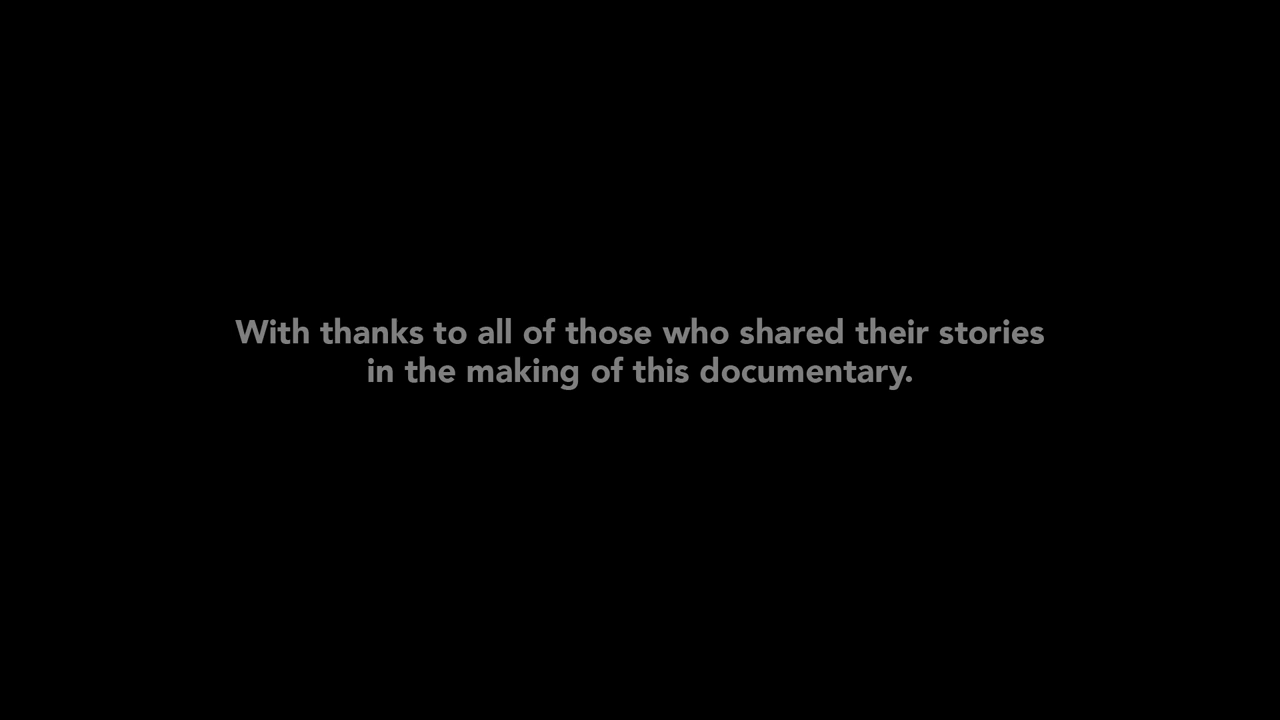 With thanks to all of those who shared their stories
in the making of this documentary.